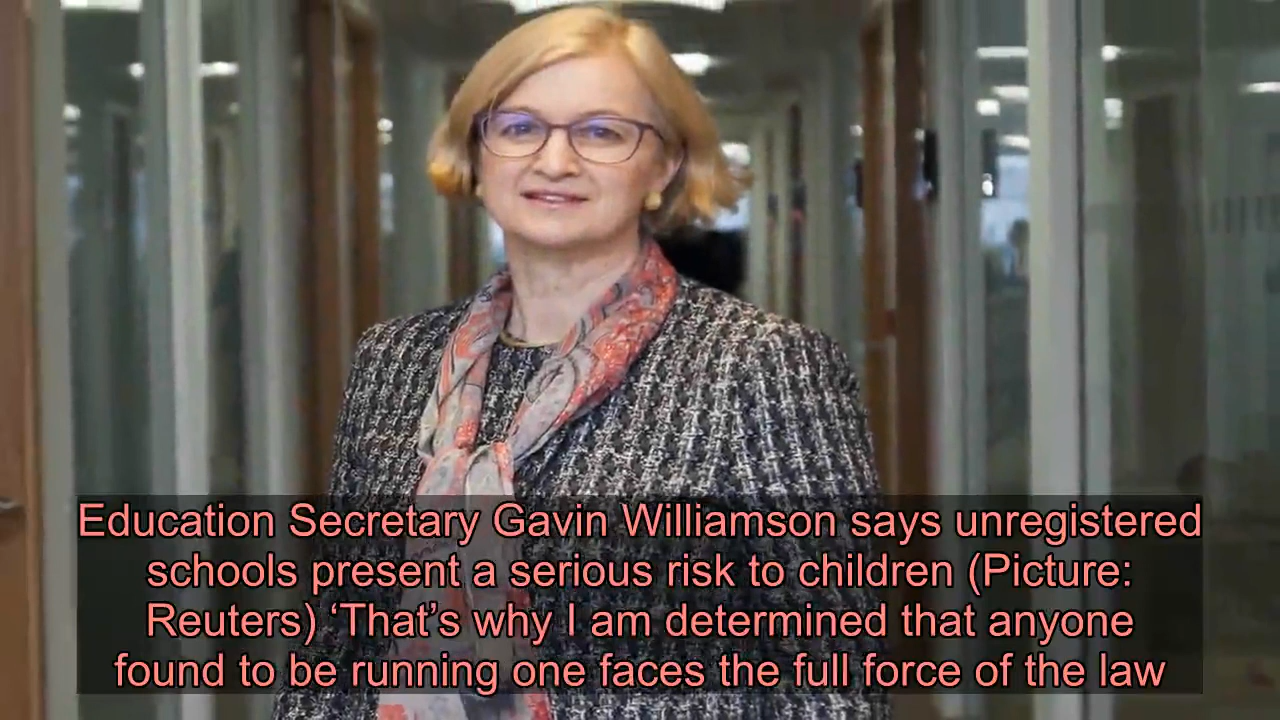 Education Secretary Gavin Williamson says unregistered
schools present a serious risk to children (Picture:
Reuters) ‘That’s why I am determined that anyone
found to be running one faces the full force of the law